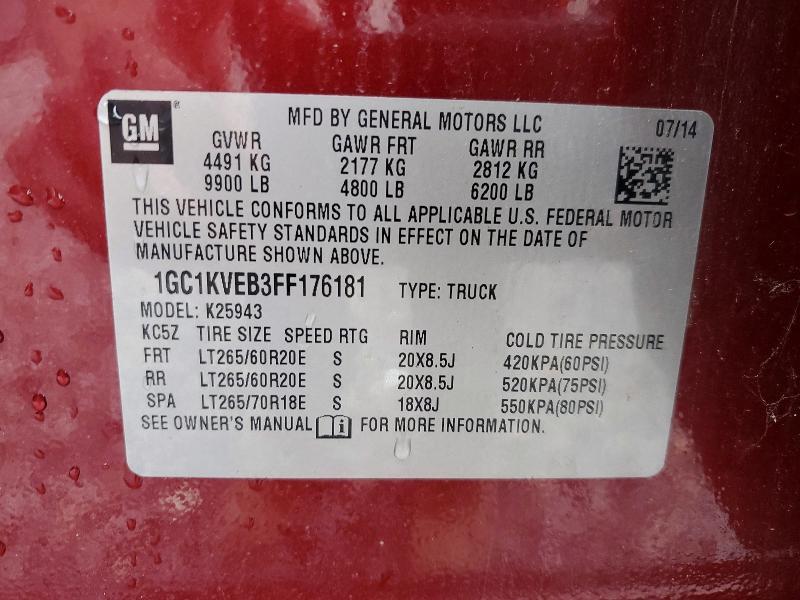 GM
MFD BY GENERAL MOTORS LLC 07/14
GVWR GAWR FRT GAWR RR
4491 KG 2177 KG 2812 KG
9900 LB 4800 LB 6200 LB
THIS VEHICLE CONFORMS TO ALL APPLICABLE U.S. FEDERAL MOTOR
VEHICLE SAFETY STANDARDS IN EFFECT ON THE DATE OF
MANUFACTURE SHOWN ABOVE.
1GC1KVEB3FF176181 TYPE: TRUCK
MODEL: K25943
KC5Z TIRE SIZE SPEED RTG RIM COLD TIRE PRESSURE
FRT LT265/60R20E S 20X8.5J 420KPA(60PSI)
RR LT265/60R20E S 20X8.5J 520KPA(75PSI)
SPA LT265/70R18E S 18X8J 550KPA(80PSI)
SEE OWNER'S MANUAL i FOR MORE INFORMATION.